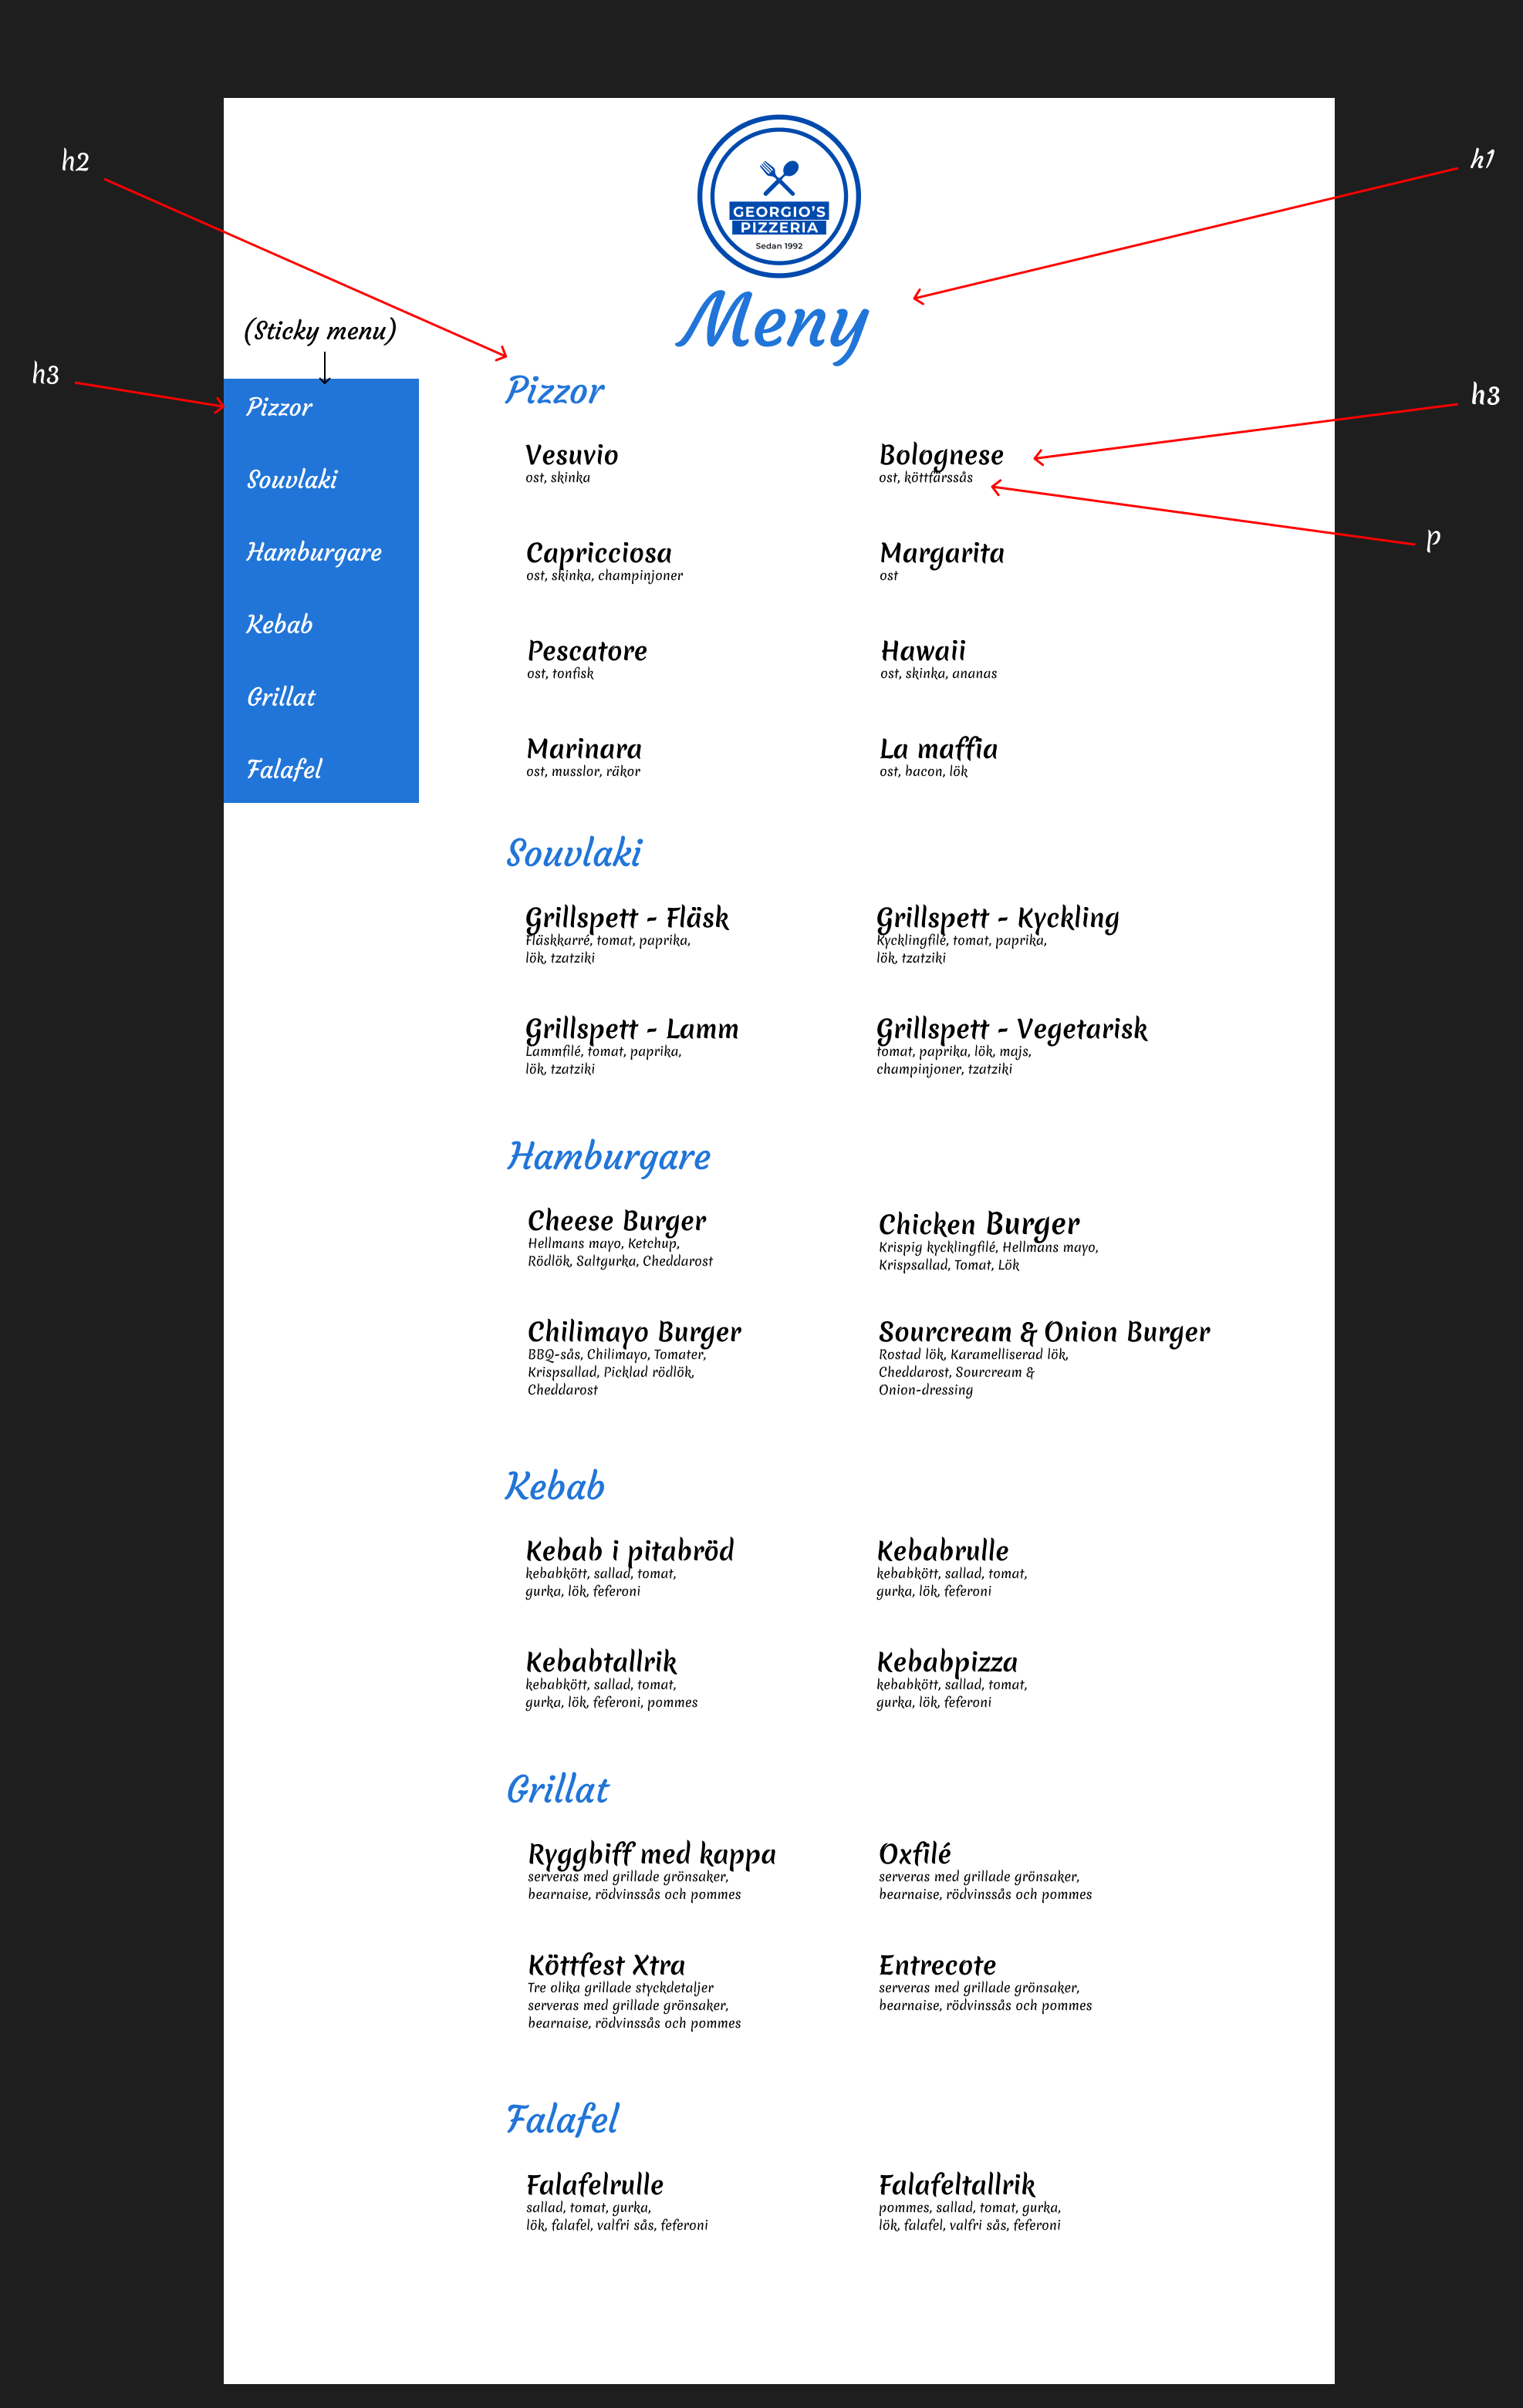 GEORGIO'S
PIZZERIA
Sedan 1992
h2
h1
Meny
(Sticky menu)
h3
h3
p
Pizzor
Souvlaki
Hamburgare
Kebab
Grillat
Falafel
Pizzor
Vesuvio
ost, skinka
Bolognese
ost, köttfärssås
Capricciosa
ost, skinka, champinjoner
Margarita
ost
Pescatore
ost, tonfisk
Hawaii
ost, skinka, ananas
Marinara
ost, musslor, räkor
La maffia
ost, bacon, lök
Souvlaki
Grillspett - Fläsk
Fläskkarré, tomat, paprika,
lök, tzatziki
Grillspett - Kyckling
Kycklingfilé, tomat, paprika,
lök, tzatziki
Grillspett - Lamm
Lammfilé, tomat, paprika,
lök, tzatziki
Grillspett - Vegetarisk
tomat, paprika, lök, majs,
champinjoner, tzatziki
Hamburgare
Cheese Burger
Hellmans mayo, Ketchup,
Rödlök, Saltgurka, Cheddarost
Chicken Burger
Krispig kycklingfilé, Hellmans mayo,
Krispsallad, Tomat, Lök
Chilimayo Burger
BBQ-sås, Chilimayo, Tomater,
Krispsallad, Picklad rödlök,
Cheddarost
Sourcream & Onion Burger
Rostad lök, Karamelliserad lök,
Cheddarost, Sourcream &
Onion-dressing
Kebab
Kebab i pitabröd
kebabkött, sallad, tomat,
gurka, lök, feferoni
Kebabrulle
kebabkött, sallad, tomat,
gurka, lök, feferoni
Kebabtallrik
kebabkött, sallad, tomat,
gurka, lök, feferoni, pommes
Kebabpizza
kebabkött, sallad, tomat,
gurka, lök, feferoni
Grillat
Ryggbiff med kappa
serveras med grillade grönsaker,
bearnaise, rödvinssås och pommes
Oxfilé
serveras med grillade grönsaker,
bearnaise, rödvinssås och pommes
Köttfest Xtra
Tre olika grillade styckdetaljer
serveras med grillade grönsaker,
bearnaise, rödvinssås och pommes
Entrecote
serveras med grillade grönsaker,
bearnaise, rödvinssås och pommes
Falafel
Falafelrulle
sallad, tomat, gurka,
lök, falafel, valfri sås, feferoni
Falafeltallrik
pommes, sallad, tomat, gurka,
lök, falafel, valfri sås, feferoni